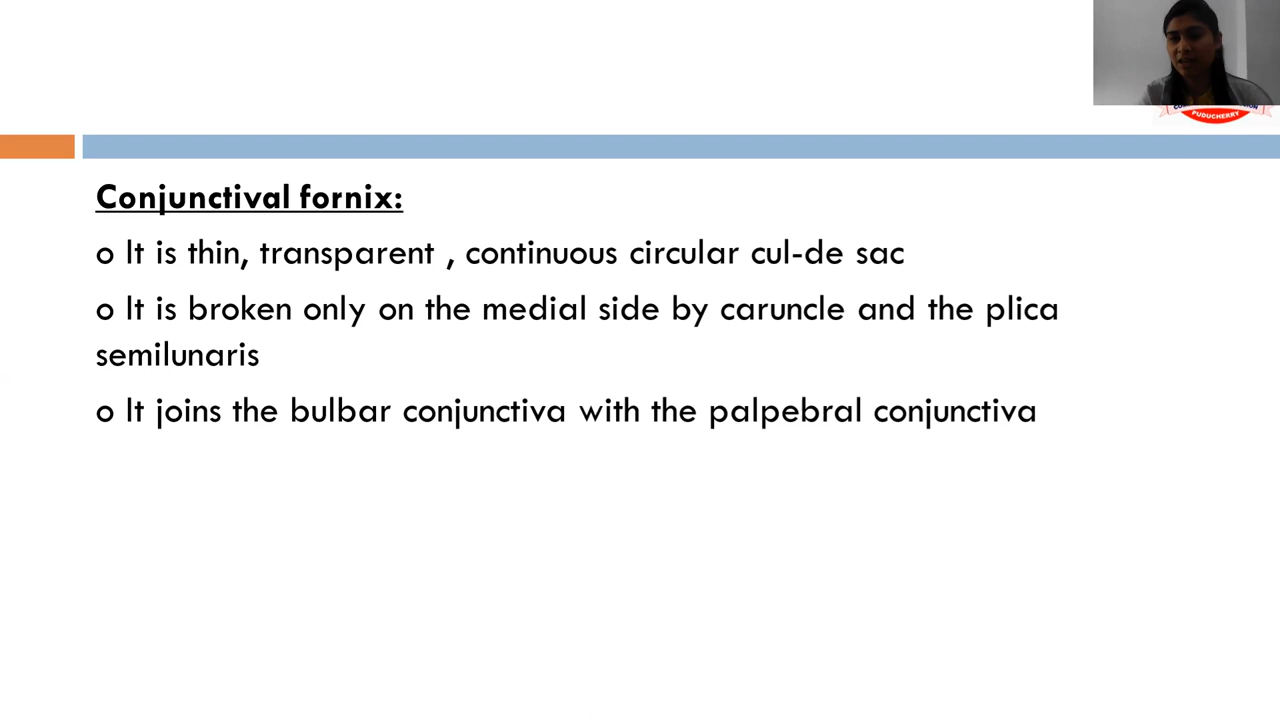 PUDUCHERRY
Conjunctival fornix:
o It is thin, transparent , continuous circular cul-de sac
o It is broken only on the medial side by caruncle and the plica
semilunaris
o It joins the bulbar conjunctiva with the palpebral conjunctiva